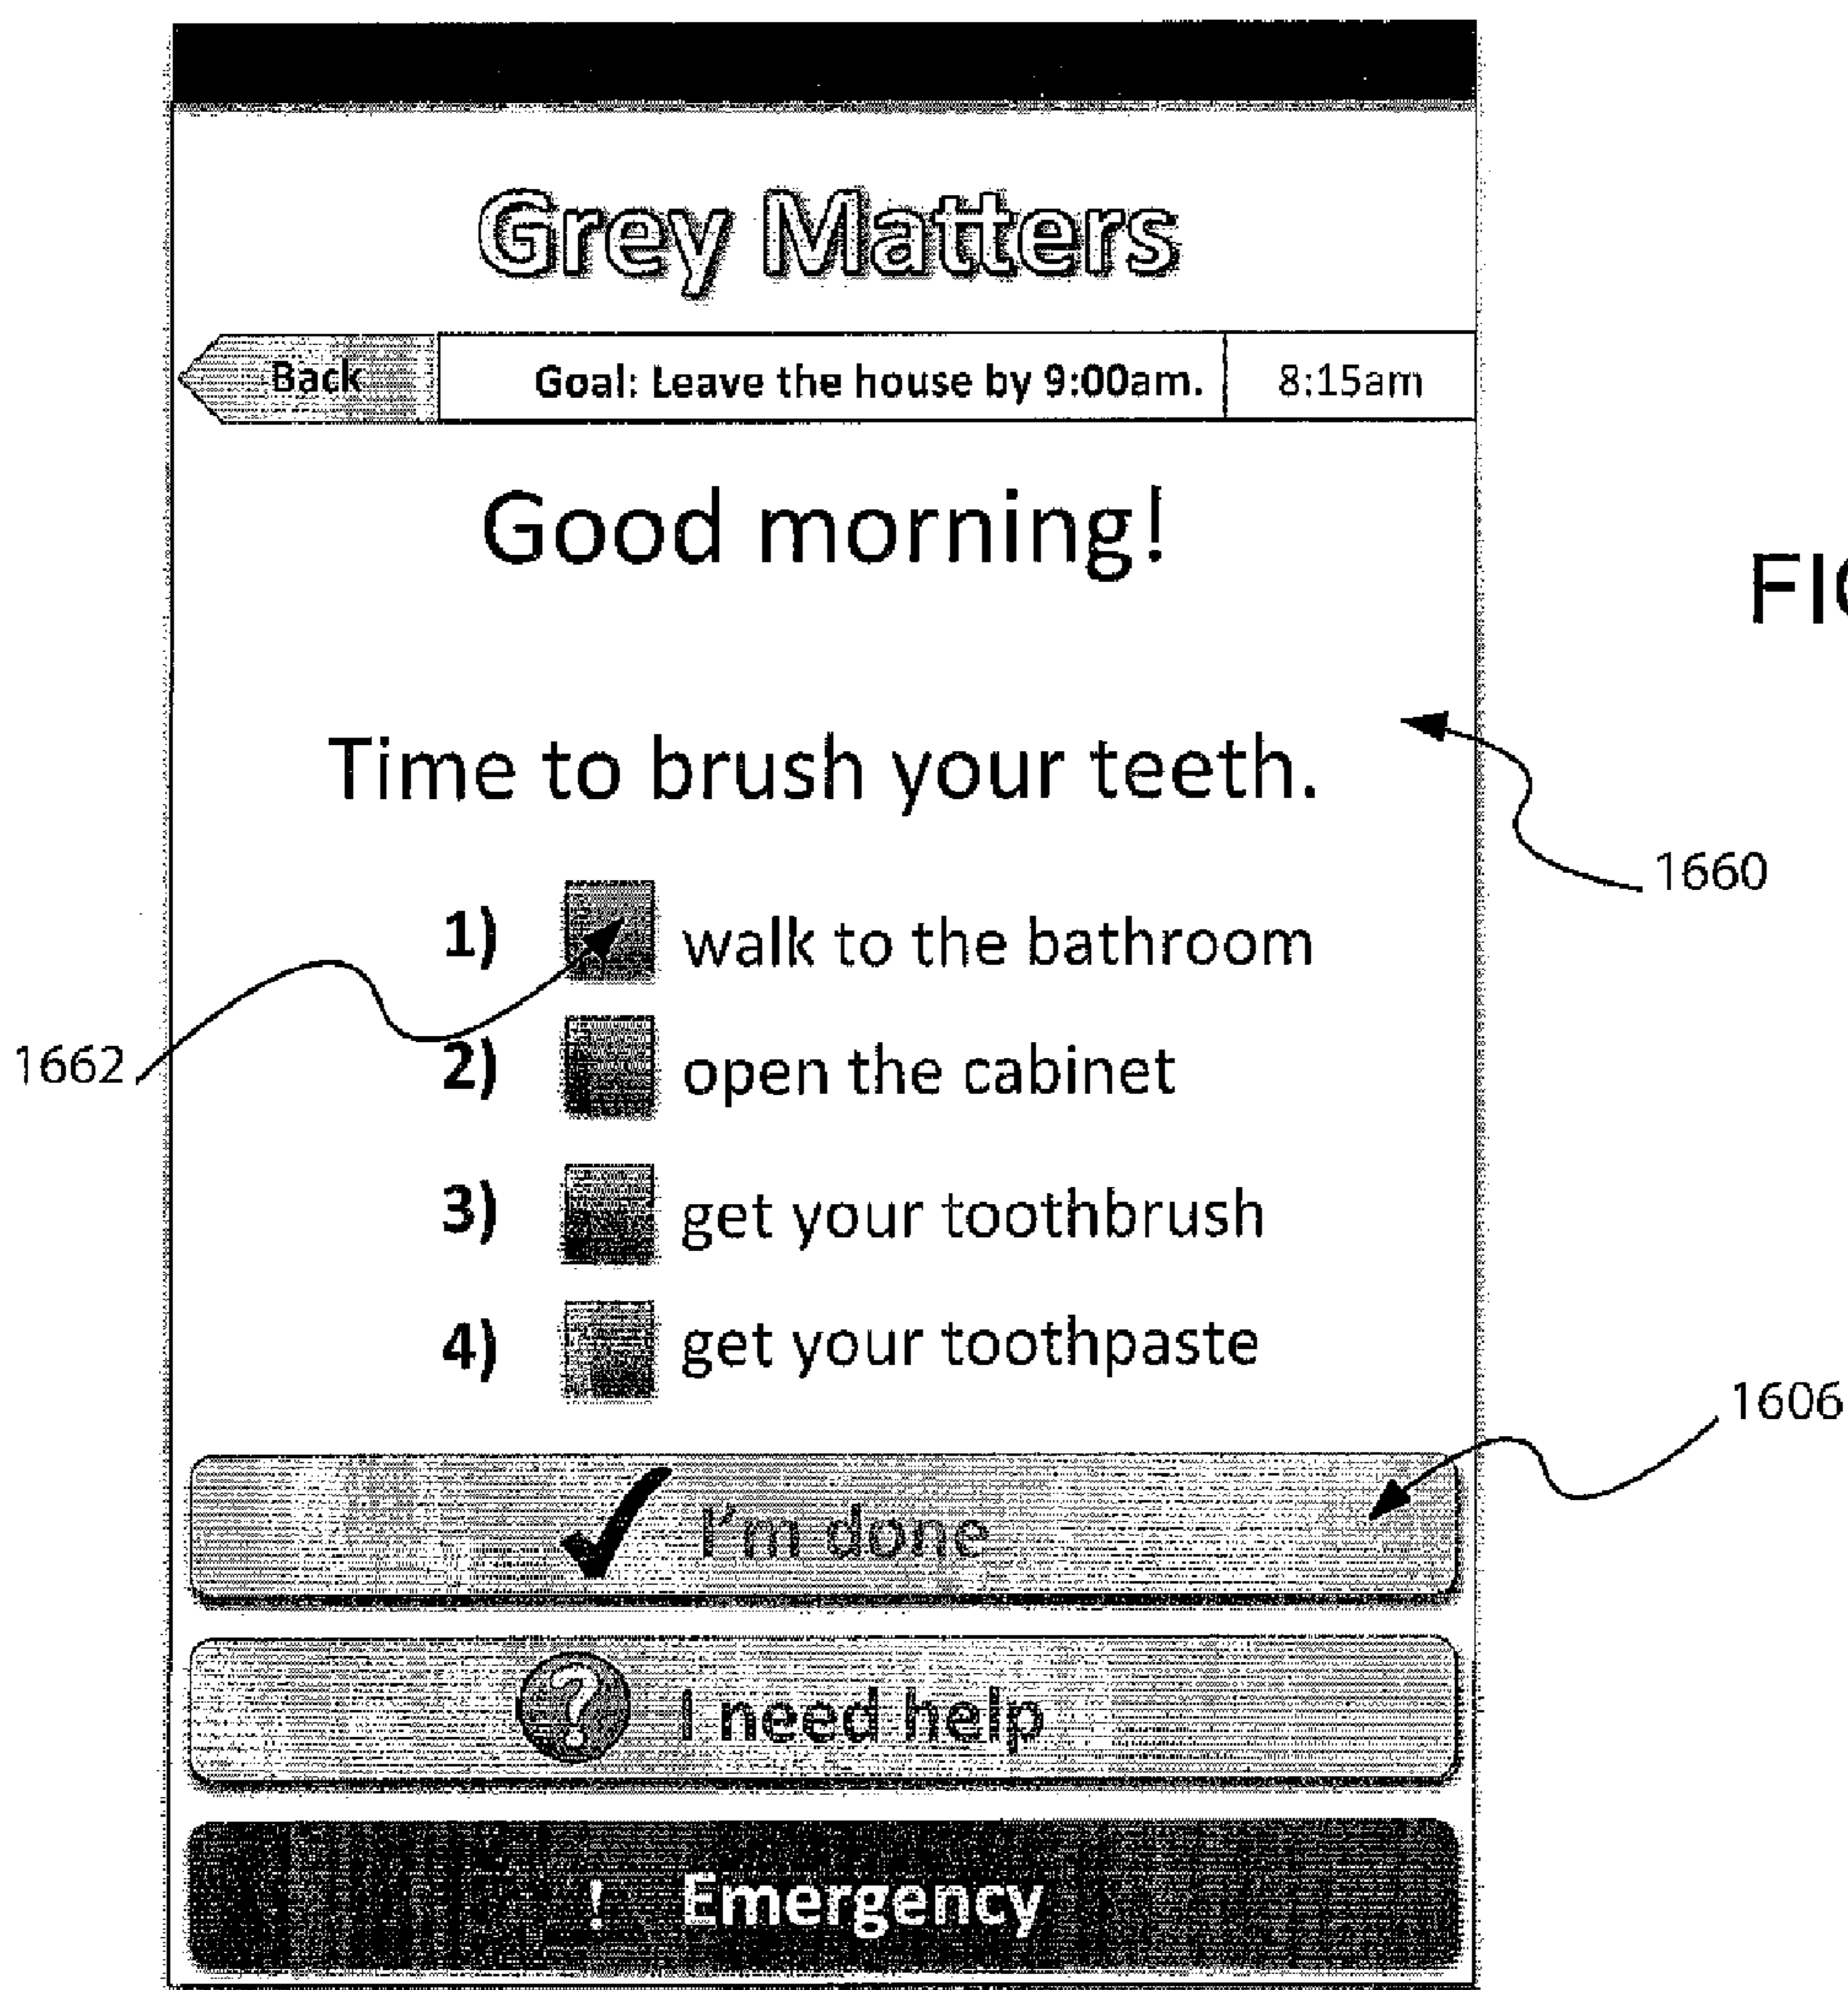 Grey Matters
Back Goal: Leave the house by 9:00am. 8:15am
Good morning!
FI
Time to brush your teeth.
1660
1) walk to the bathroom
1662
2) open the cabinet
3) get your toothbrush
4) get your toothpaste
1606
I'm done
? I need help
! Emergency